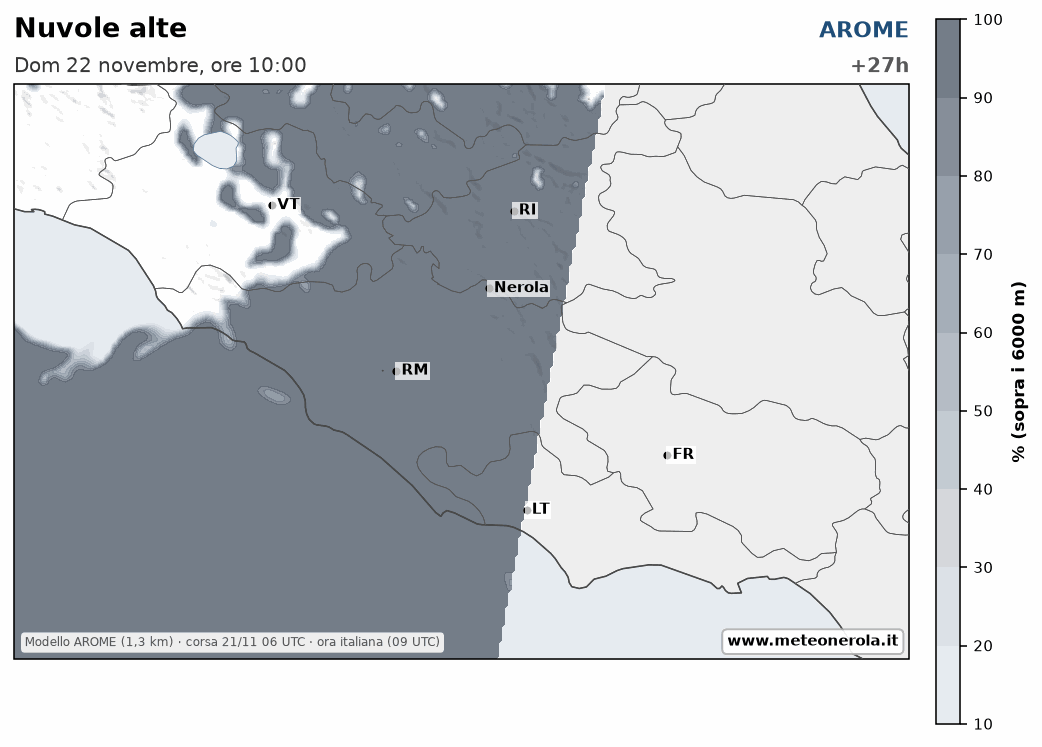 Nuvole alte
AROME
Dom 22 novembre, ore 10:00
+27h
VT
RI
Nerola
RM
FR
LT
Modello AROME (1,3 km) · corsa 21/11 06 UTC · ora italiana (09 UTC)
www.meteonerola.it
100
90
80
70
60
50
40
30
20
10
% (sopra i 6000 m)